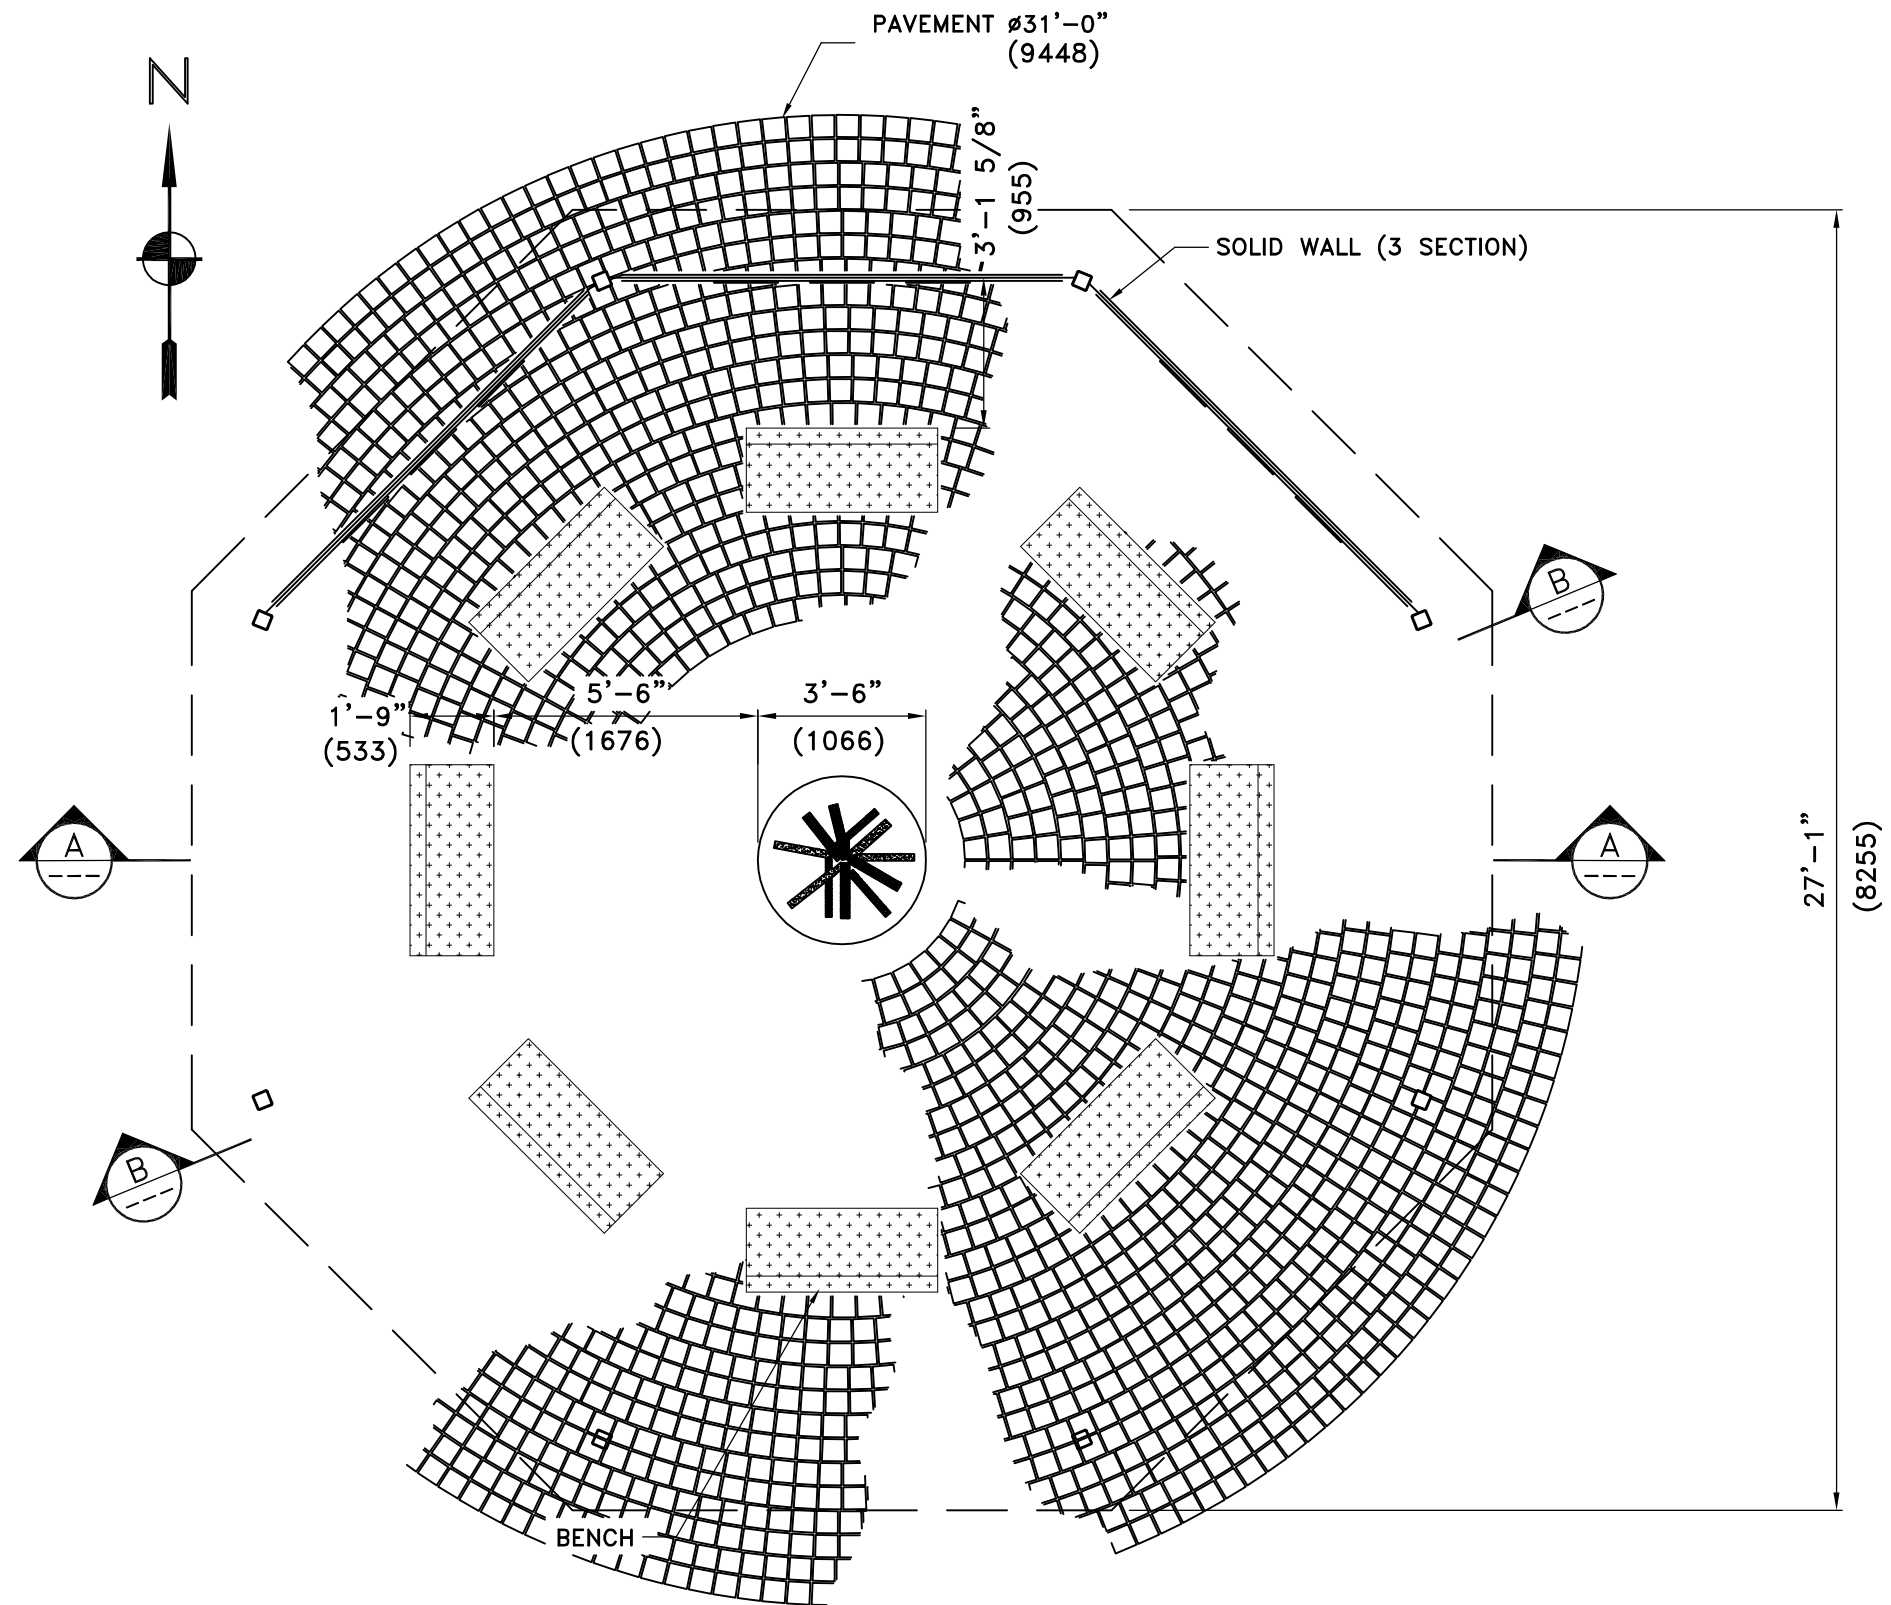 PAVEMENT ø31'-0"
(9448)
N
3'-1 5/8"
(955)
SOLID WALL (3 SECTION)
B
1'-9"
(533)
5'-6"
(1676)
3'-6"
(1066)
A
A
27'-1"
(8255)
B
BENCH